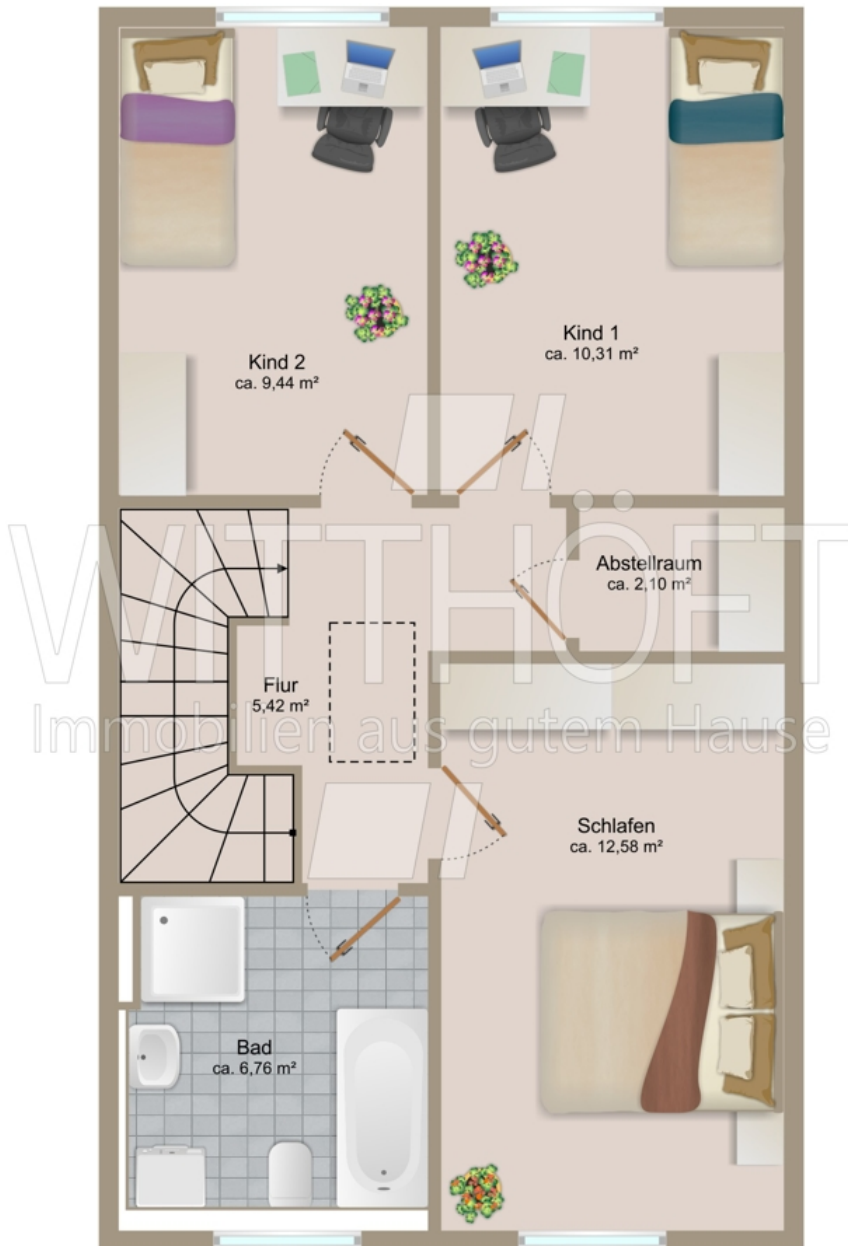 Kind 2
ca. 9,44 m²
Kind 1
ca. 10,31 m²
WITTHÖFT
Immobilien aus gutem Hause
Abstellraum
ca. 2,10 m²
Flur
5,42 m²
Schlafen
ca. 12,58 m²
Bad
ca. 6,76 m²